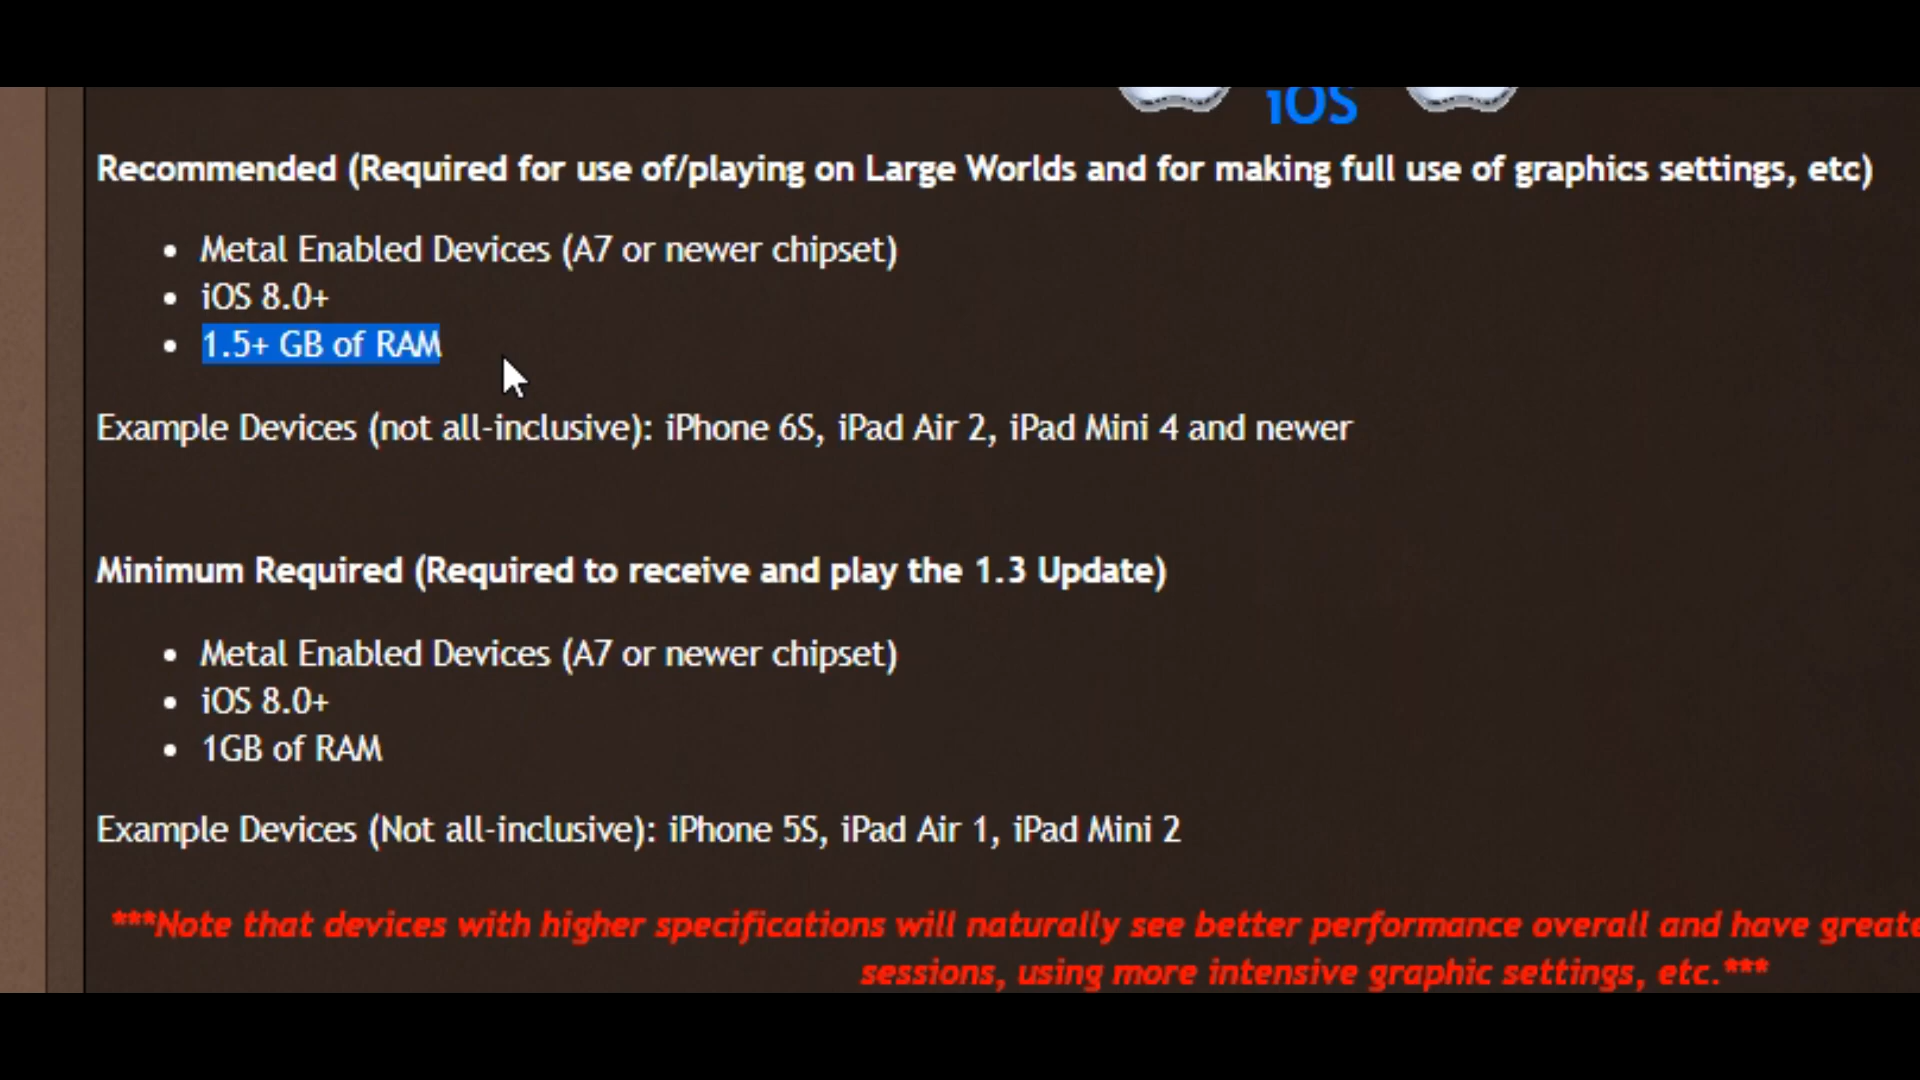 iOS
Recommended (Required for use of/playing on Large Worlds and for making full use of graphics settings, etc)
• Metal Enabled Devices (A7 or newer chipset)
• iOS 8.0+
• 1.5+ GB of RAM
Example Devices (not all-inclusive): iPhone 6S, iPad Air 2, iPad Mini 4 and newer
Minimum Required (Required to receive and play the 1.3 Update)
• Metal Enabled Devices (A7 or newer chipset)
• iOS 8.0+
• 1GB of RAM
Example Devices (Not all-inclusive): iPhone 5S, iPad Air 1, iPad Mini 2
***Note that devices with higher specifications will naturally see better performance overall and have
sessions, using more intensive graphic settings, etc.***